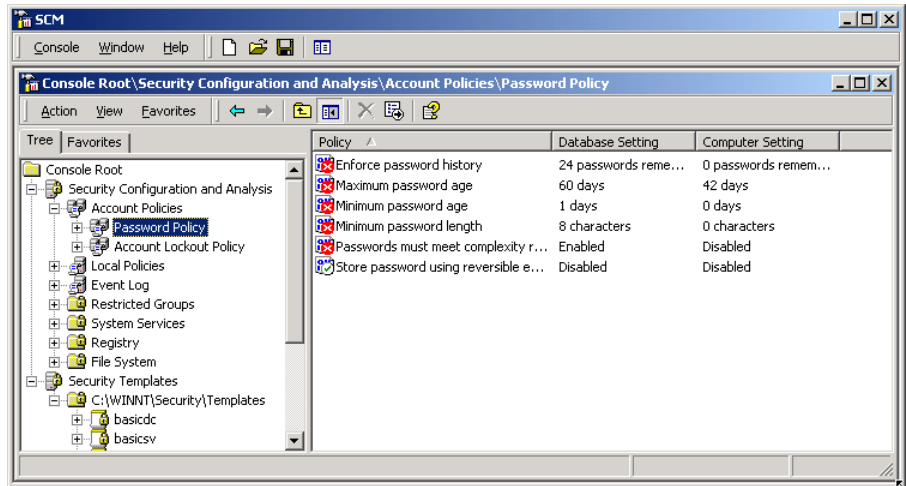 SCM
Console Window Help
Console Root\Security Configuration and Analysis\Account Policies\Password Policy
Action View Favorites
Tree Favorites
Console Root
Security Configuration and Analysis
Account Policies
Password Policy
Account Lockout Policy
Local Policies
Event Log
Restricted Groups
System Services
Registry
File System
Security Templates
C:\WINNT\Security\Templates
basicdc
basicsv
Policy Database Setting Computer Setting
Enforce password history 24 passwords reme... 0 passwords remem...
Maximum password age 60 days 42 days
Minimum password age 1 days 0 days
Minimum password length 8 characters 0 characters
Passwords must meet complexity r... Enabled Disabled
Store password using reversible e... Disabled Disabled